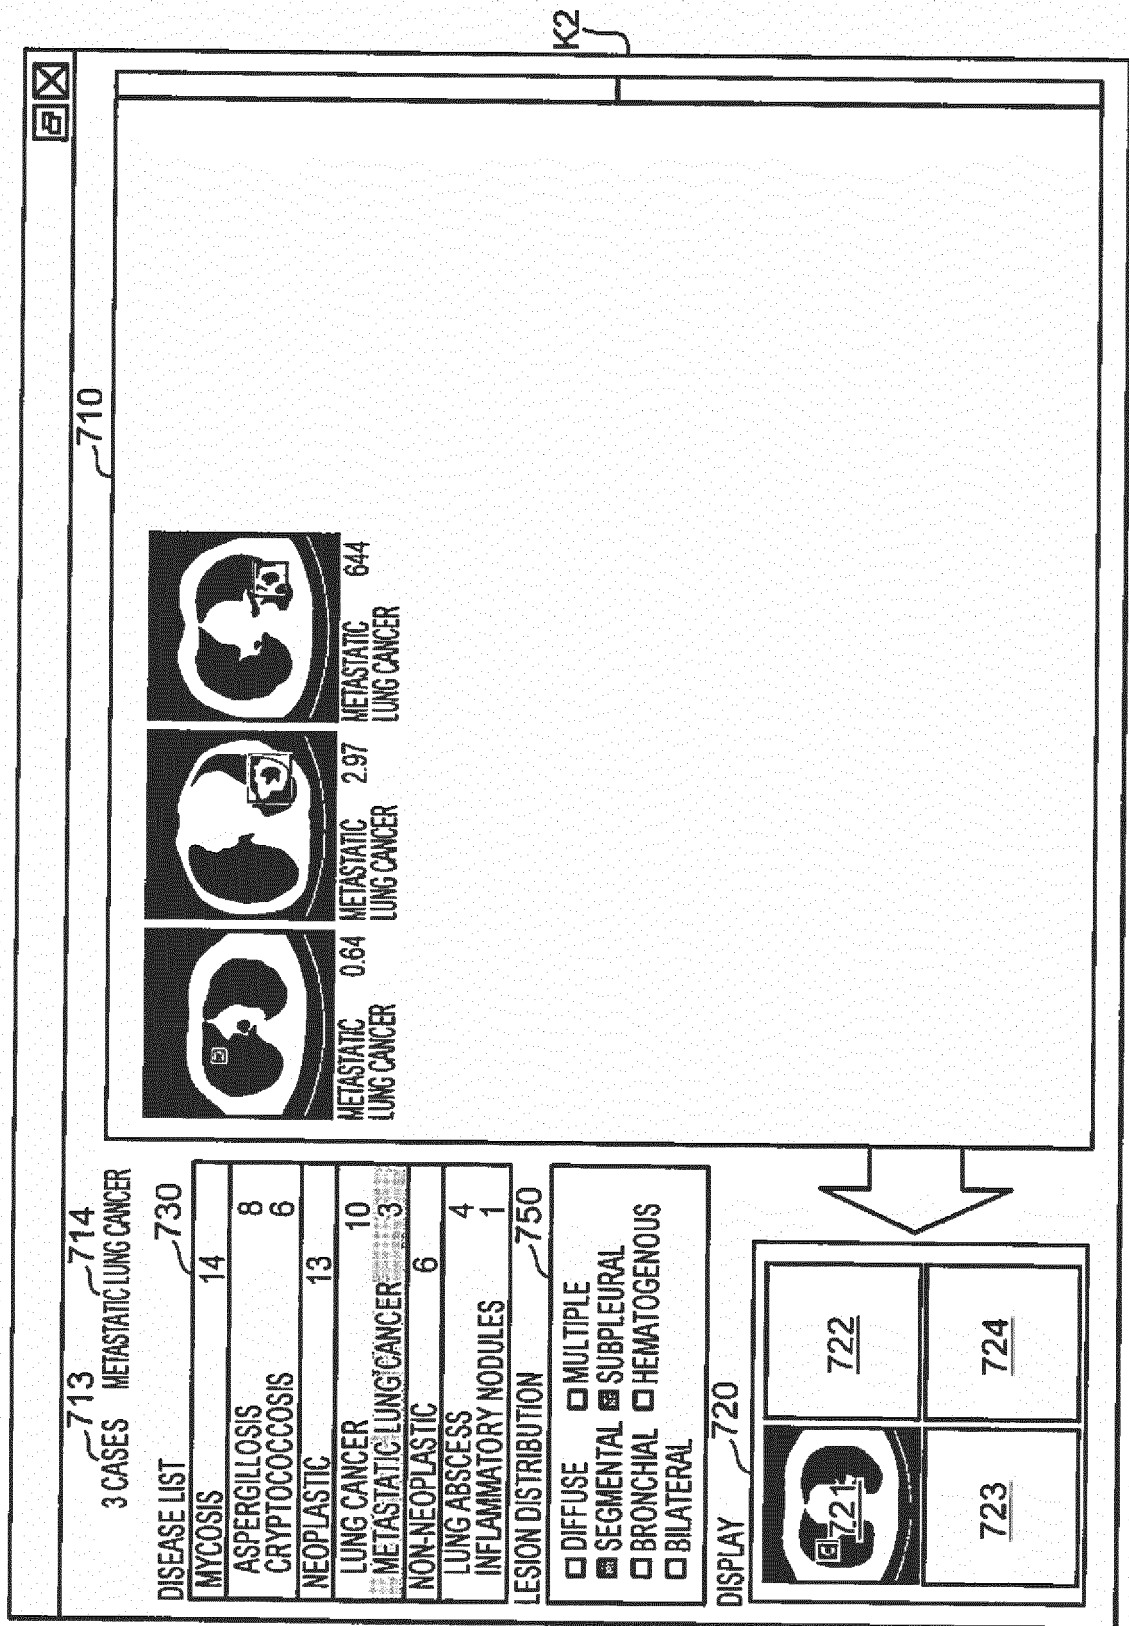 K2
710
713
714
3 CASES METASTATIC LUNG CANCER
DISEASE LIST
730
MYCOSIS 14
ASPERGILLOSIS 8
CRYPTOCOCCOSIS 6
NEOPLASTIC 13
LUNG CANCER 10
METASTATIC LUNG CANCER 3
NON-NEOPLASTIC 6
LUNG ABSCESS 4
INFLAMMATORY NODULES 1
LESION DISTRIBUTION
750
DIFFUSE MULTIPLE
SEGMENTAL SUBPLEURAL
BRONCHIAL HEMATOGENOUS
BILATERAL
DISPLAY
720
721
722
723
724
METASTATIC 0.64
LUNG CANCER
METASTATIC 2.97
LUNG CANCER
METASTATIC 644
LUNG CANCER